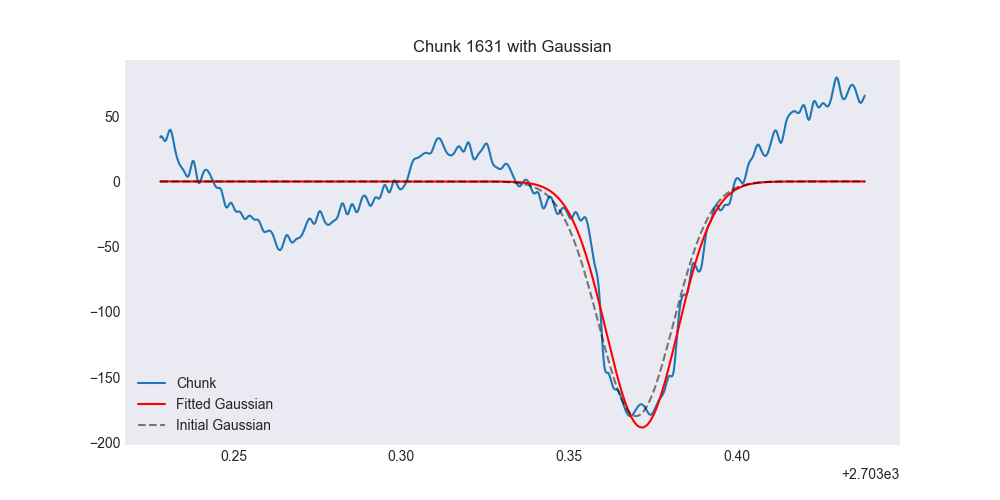 Chunk 1631 with Gaussian
50
0
−50
−100
−150
−200
Chunk
Fitted Gaussian
Initial Gaussian
0.25 0.30 0.35 0.40
+2.703e3